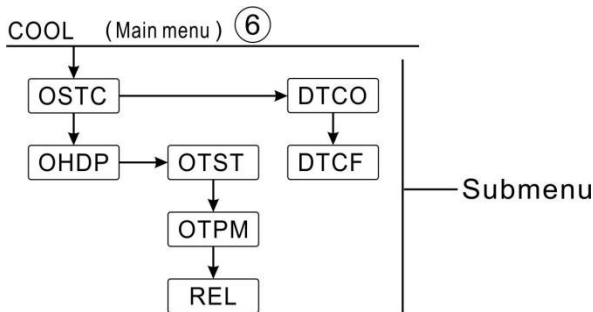 COOL (Main menu) ⑥
OSTC DTCO
OHDP OTST DTCF
Submenu
OTPM
REL